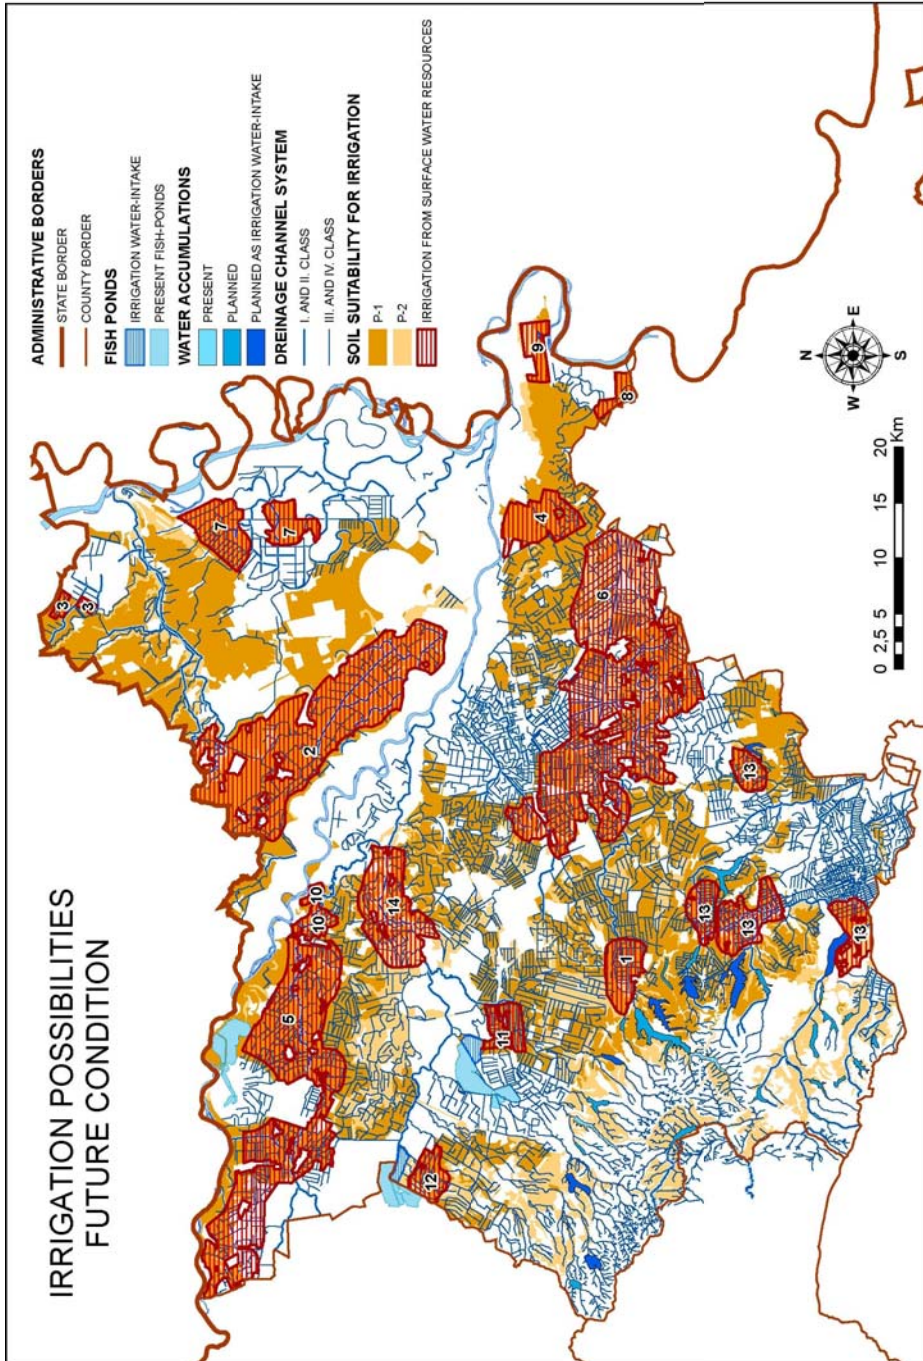 IRRIGATION POSSIBILITIES
FUTURE CONDITION
ADMINISTRATIVE BORDERS
STATE BORDER
COUNTY BORDER
FISH PONDS
IRRIGATION WATER-INTAKE
PRESENT FISH-PONDS
WATER ACCUMULATIONS
PRESENT
PLANNED
PLANNED AS IRRIGATION WATER-INTAKE
DREINAGE CHANNEL SYSTEM
I. AND II. CLASS
III. AND IV. CLASS
SOIL SUITABILITY FOR IRRIGATION
P-1
P-2
IRRIGATION FROM SURFACE WATER RESOURCES
3
3
7
7
2
10
10
5
14
9
8
4
6
11
12
1
13
13
13
13
N
W
E
S
0 2,5 5 10 15 20
Km